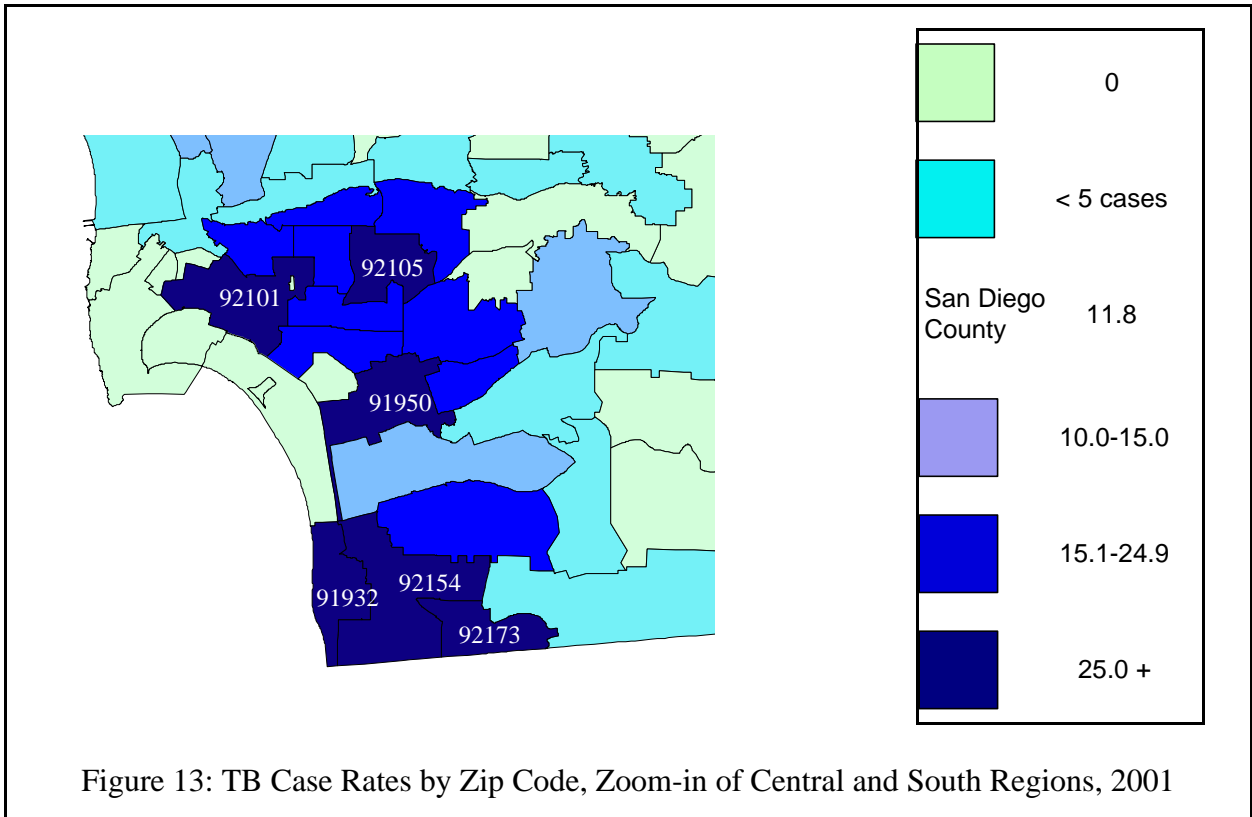 0
< 5 cases
San Diego
County
11.8
10.0-15.0
15.1-24.9
25.0 +
92105
92101
91950
92154
91932
92173
Figure 13: TB Case Rates by Zip Code, Zoom-in of Central and South Regions, 2001